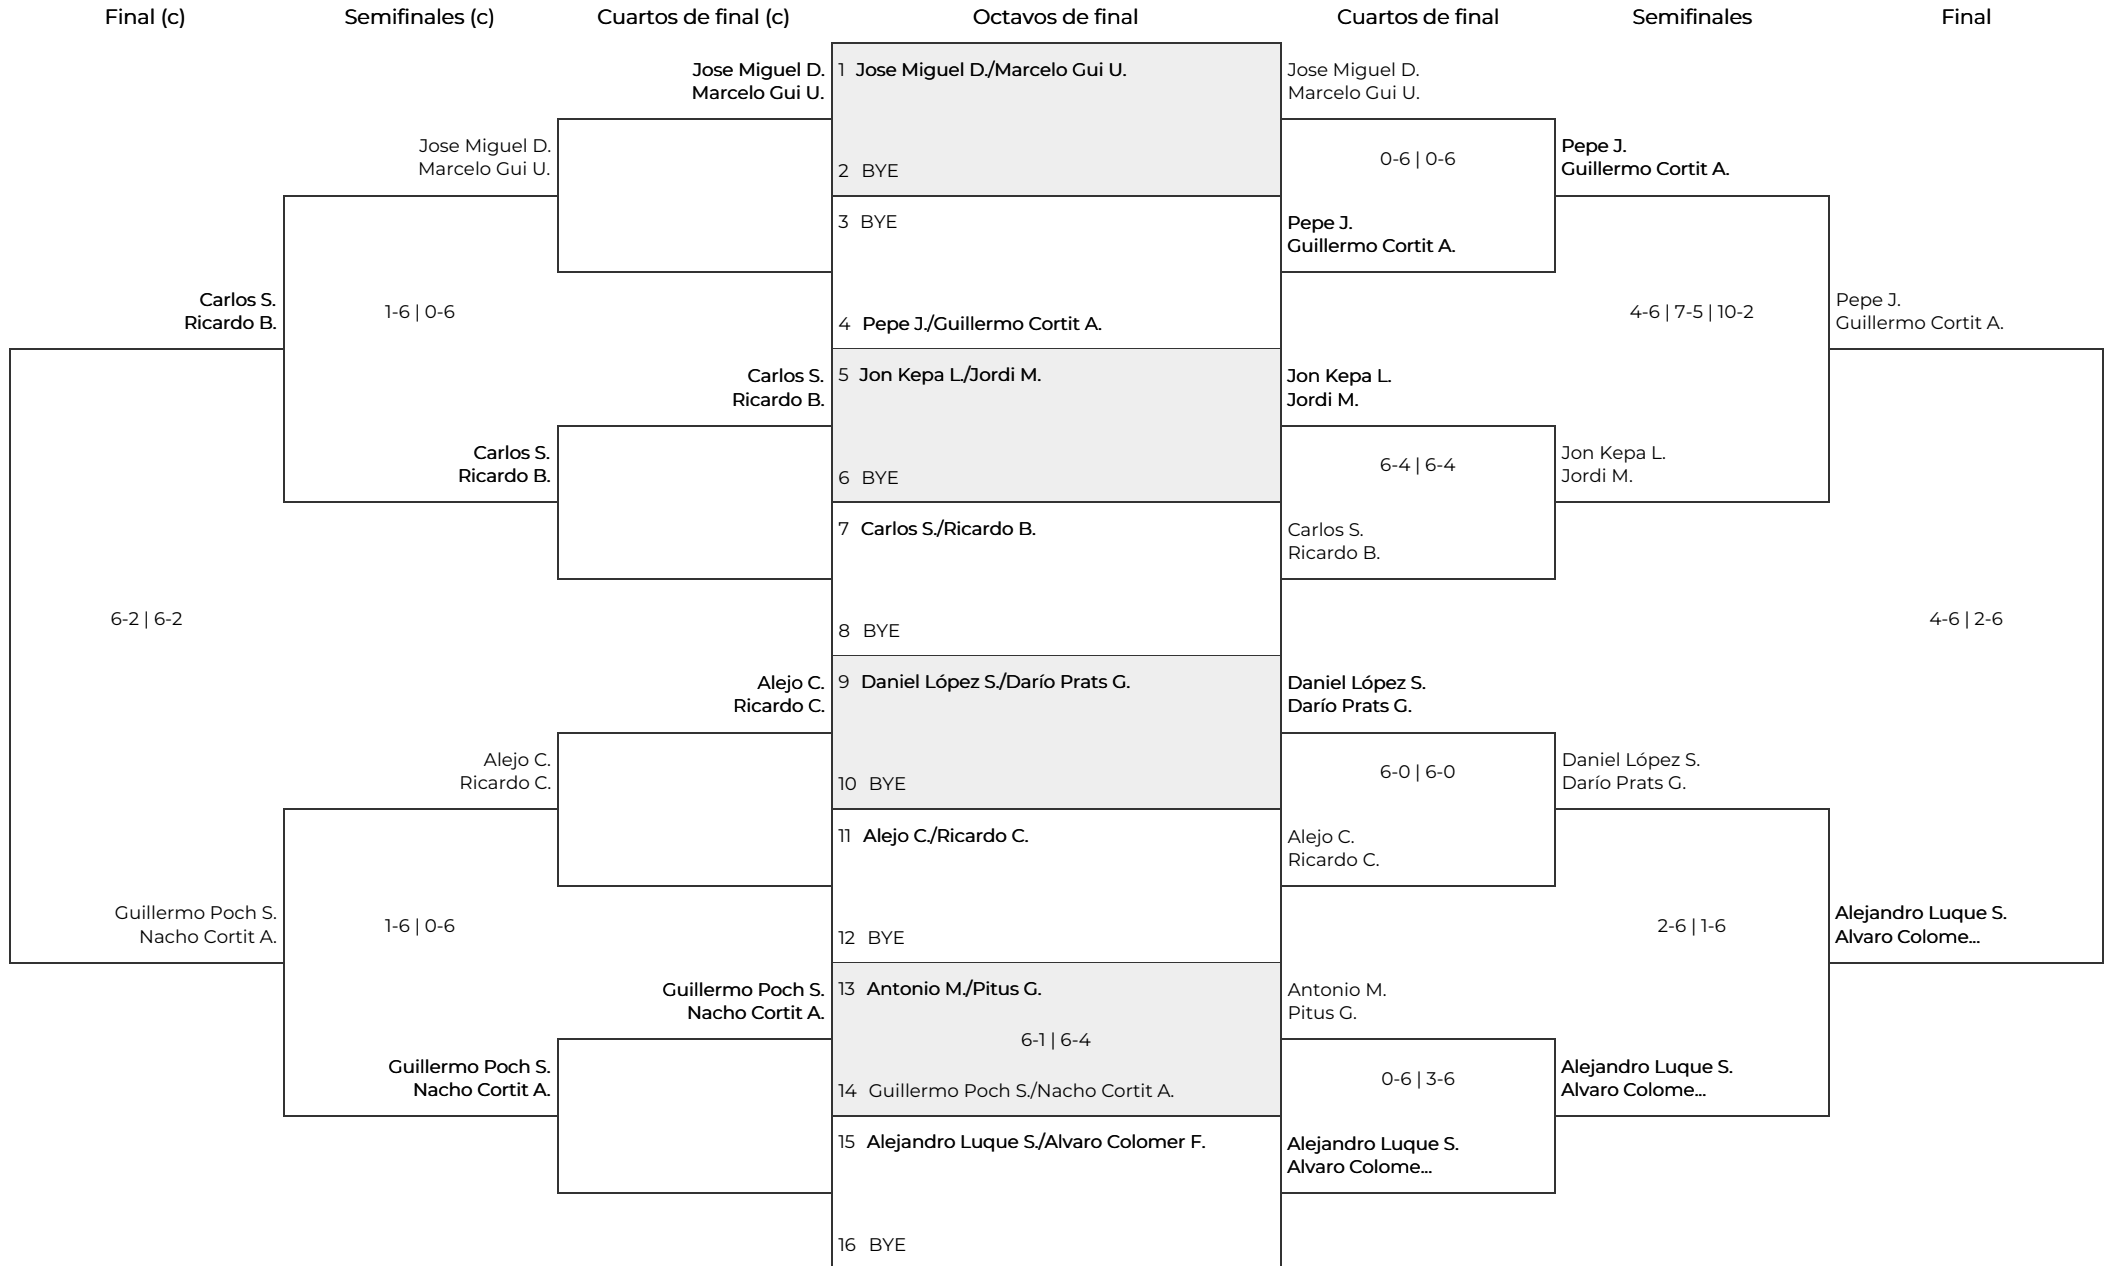 Final (c)
Semifinales (c)
Cuartos de final (c)
Octavos de final
Cuartos de final
Semifinales
Final
Jose Miguel D.
Marcelo Gui U.
1 Jose Miguel D./Marcelo Gui U.
Jose Miguel D.
Marcelo Gui U.
Jose Miguel D.
Marcelo Gui U.
2 BYE
0-6 | 0-6
Pepe J.
Guillermo Cortit A.
3 BYE
Pepe J.
Guillermo Cortit A.
Carlos S.
Ricardo B.
1-6 | 0-6
4 Pepe J./Guillermo Cortit A.
4-6 | 7-5 | 10-2
Pepe J.
Guillermo Cortit A.
Carlos S.
Ricardo B.
5 Jon Kepa L./Jordi M.
Jon Kepa L.
Jordi M.
Carlos S.
Ricardo B.
6 BYE
6-4 | 6-4
Jon Kepa L.
Jordi M.
7 Carlos S./Ricardo B.
Carlos S.
Ricardo B.
6-2 | 6-2
8 BYE
4-6 | 2-6
Alejo C.
Ricardo C.
9 Daniel López S./Darío Prats G.
Daniel López S.
Darío Prats G.
Alejo C.
Ricardo C.
10 BYE
6-0 | 6-0
Daniel López S.
Darío Prats G.
11 Alejo C./Ricardo C.
Alejo C.
Ricardo C.
Guillermo Poch S.
Nacho Cortit A.
1-6 | 0-6
12 BYE
2-6 | 1-6
Alejandro Luque S.
Alvaro Colome...
Guillermo Poch S.
Nacho Cortit A.
13 Antonio M./Pitus G.
6-1 | 6-4
Antonio M.
Pitus G.
Guillermo Poch S.
Nacho Cortit A.
14 Guillermo Poch S./Nacho Cortit A.
0-6 | 3-6
Alejandro Luque S.
Alvaro Colome...
15 Alejandro Luque S./Alvaro Colomer F.
Alejandro Luque S.
Alvaro Colome...
16 BYE